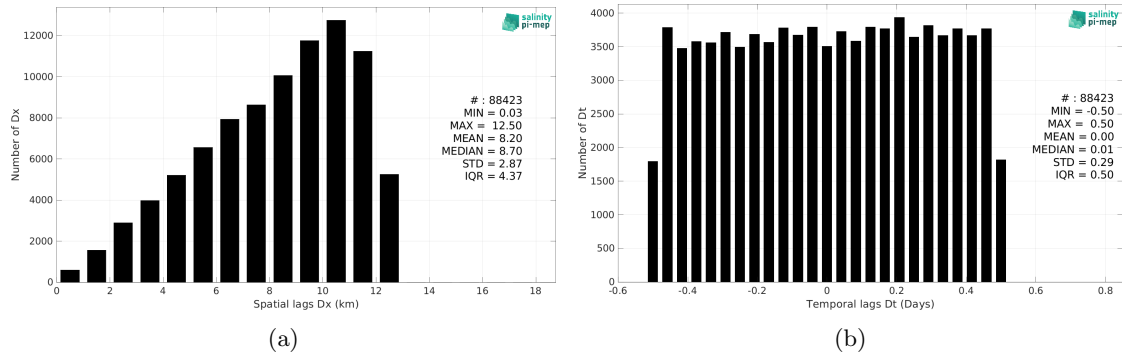 salinity
pi-mep
12000
10000
8000
6000
4000
2000
0
Number of Dx
# : 88423
MIN = 0.03
MAX = 12.50
MEAN = 8.20
MEDIAN = 8.70
STD = 2.87
IQR = 4.37
0 2 4 6 8 10 12 14 16 18
Spatial lags Dx (km)
(a)
salinity
pi-mep
4000
3500
3000
2500
2000
1500
1000
500
0
Number of Dt
# : 88423
MIN = -0.50
MAX = 0.50
MEAN = 0.00
MEDIAN = 0.01
STD = 0.29
IQR = 0.50
-0.6 -0.4 -0.2 0 0.2 0.4 0.6 0.8
Temporal lags Dt (Days)
(b)